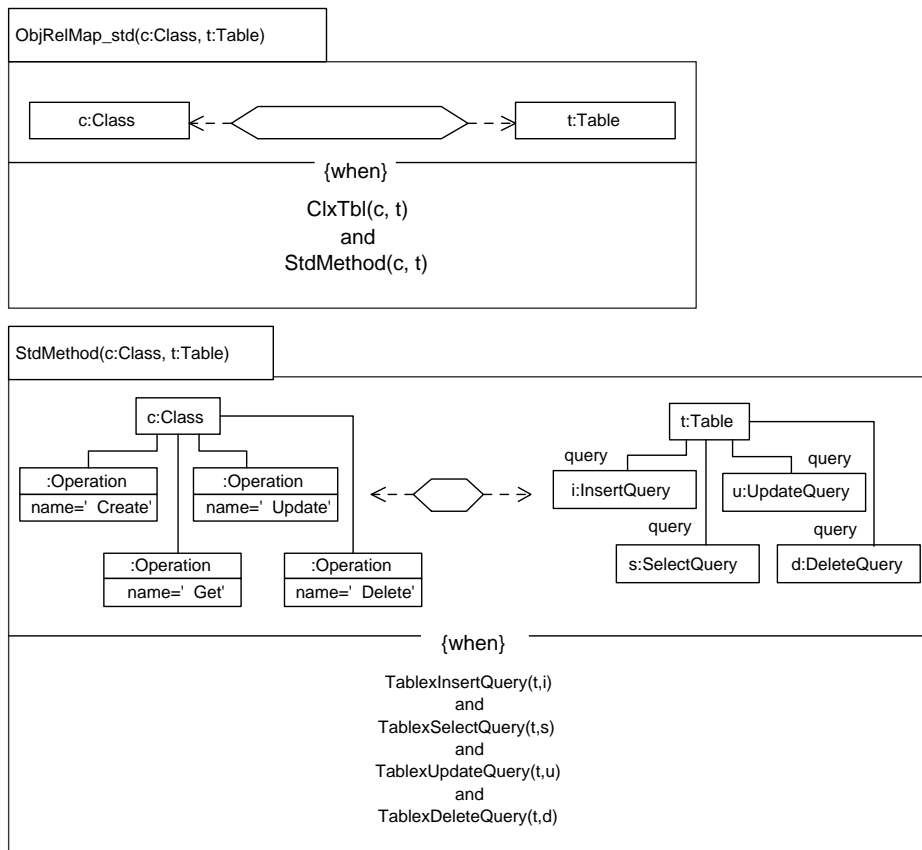 ObjRelMap_std(c:Class, t:Table)
c:Class
t:Table
{when}
ClxTbl(c, t)
and
StdMethod(c, t)
StdMethod(c:Class, t:Table)
c:Class
t:Table
:Operation
name=' Create'
:Operation
name=' Update'
query
i:InsertQuery
query
u:UpdateQuery
:Operation
name=' Get'
:Operation
name=' Delete'
query
s:SelectQuery
query
d:DeleteQuery
{when}
TablexInsertQuery(t,i)
and
TablexSelectQuery(t,s)
and
TablexUpdateQuery(t,u)
and
TablexDeleteQuery(t,d)